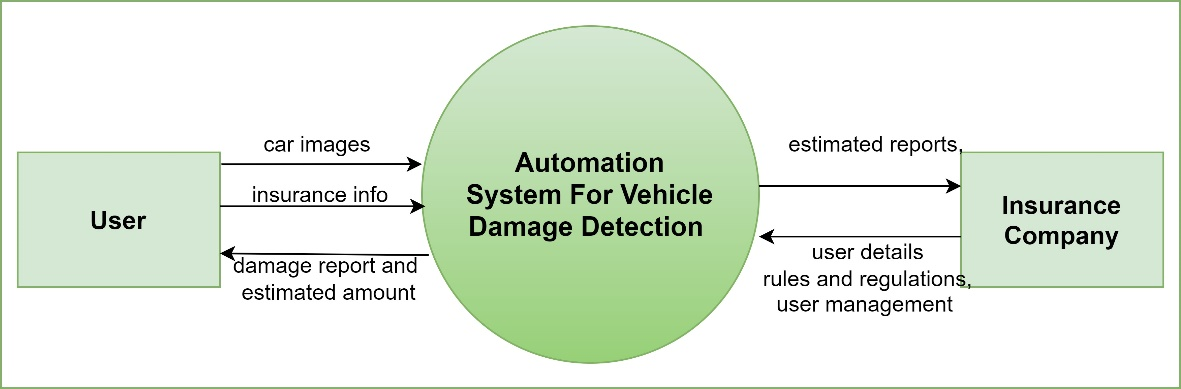 car images
insurance info
User
damage report and
estimated amount
Automation
System For Vehicle
Damage Detection
estimated reports,
Insurance
Company
user details
rules and regulations,
user management